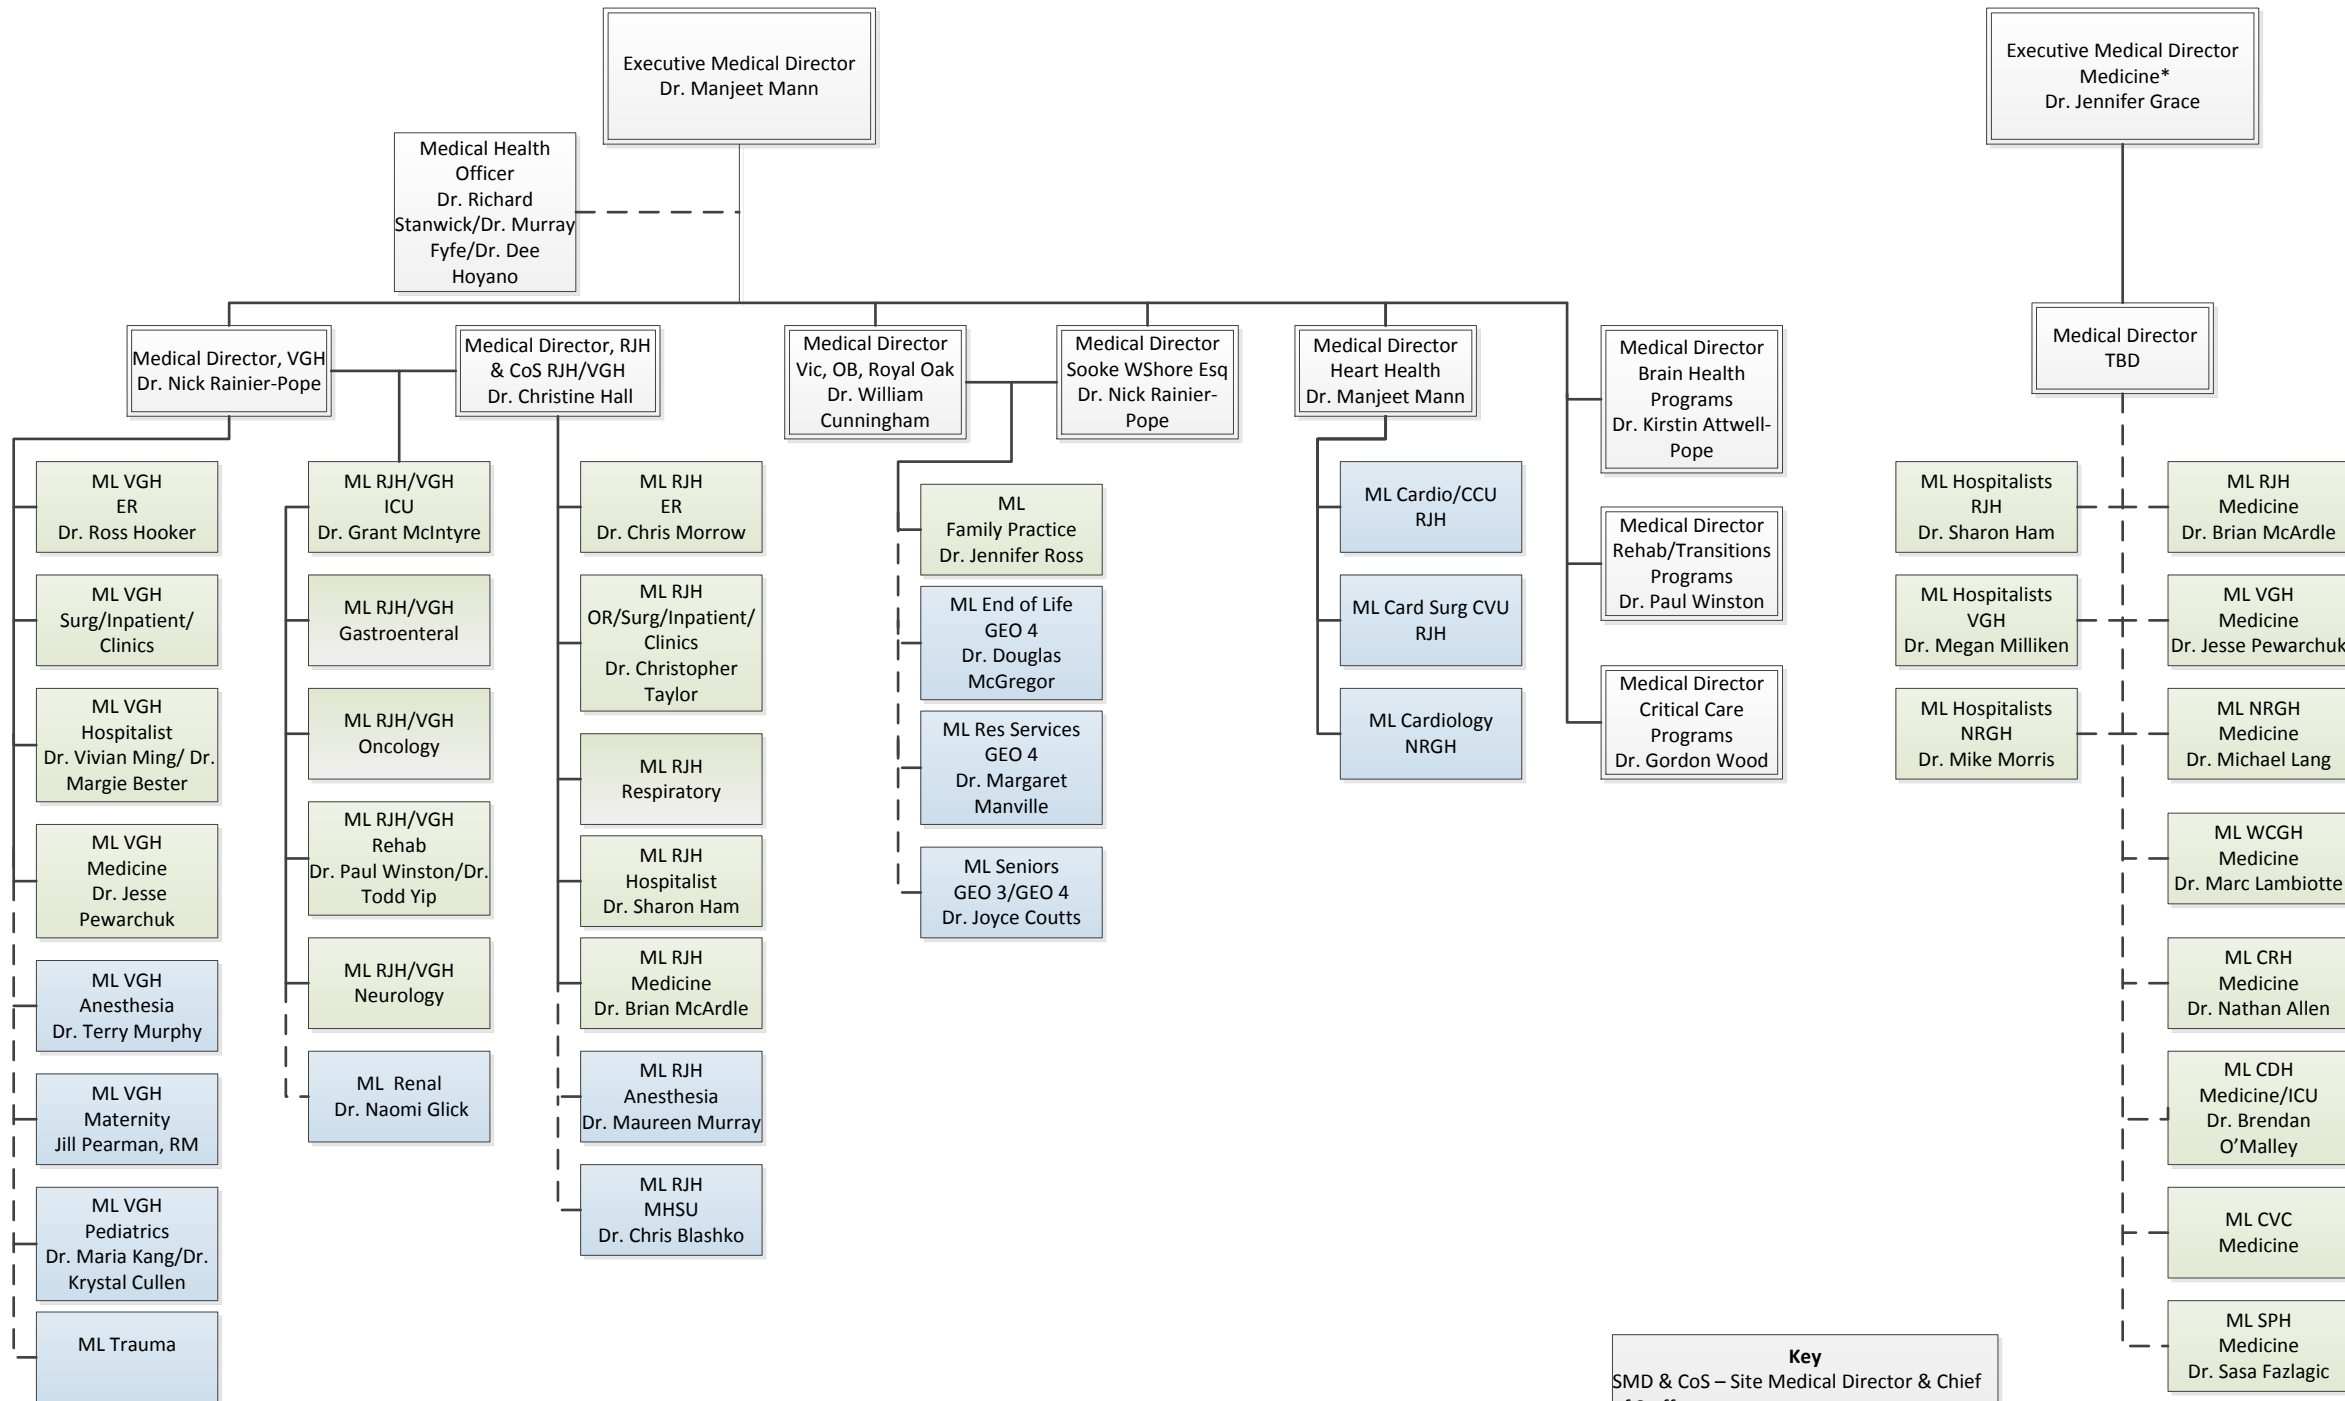 Executive Medical Director
Dr. Manjeet Mann
Executive Medical Director
Medicine*
Dr. Jennifer Grace
Medical Health
Officer
Dr. Richard
Stanwick/Dr. Murray
Fyfe/Dr. Dee
Hoyano
Medical Director, VGH
Dr. Nick Rainier-Pope
Medical Director, RJH
& CoS RJH/VGH
Dr. Christine Hall
Medical Director
Vic, OB, Royal Oak
Dr. William
Cunningham
Medical Director
Sooke WShore Esq
Dr. Nick Rainier-
Pope
Medical Director
Heart Health
Dr. Manjeet Mann
Medical Director
Brain Health
Programs
Dr. Kirstin Attwell-
Pope
Medical Director
Rehab/Transitions
Programs
Dr. Paul Winston
Medical Director
Critical Care
Programs
Dr. Gordon Wood
Medical Director
TBD
ML VGH
ER
Dr. Ross Hooker
ML VGH
Surg/Inpatient/
Clinics
ML VGH
Hospitalist
Dr. Vivian Ming/ Dr.
Margie Bester
ML VGH
Medicine
Dr. Jesse
Pewarchuk
ML VGH
Anesthesia
Dr. Terry Murphy
ML VGH
Maternity
Jill Pearman, RM
ML VGH
Pediatrics
Dr. Maria Kang/Dr.
Krystal Cullen
ML Trauma
ML RJH/VGH
ICU
Dr. Grant McIntyre
ML RJH/VGH
Gastroenteral
ML RJH/VGH
Oncology
ML RJH/VGH
Rehab
Dr. Paul Winston/Dr.
Todd Yip
ML RJH/VGH
Neurology
ML Renal
Dr. Naomi Glick
ML RJH
ER
Dr. Chris Morrow
ML RJH
OR/Surg/Inpatient/
Clinics
Dr. Christopher
Taylor
ML RJH
Respiratory
ML RJH
Hospitalist
Dr. Sharon Ham
ML RJH
Medicine
Dr. Brian McArdle
ML RJH
Anesthesia
Dr. Maureen Murray
ML RJH
MHSU
Dr. Chris Blashko
ML
Family Practice
Dr. Jennifer Ross
ML End of Life
GEO 4
Dr. Douglas
McGregor
ML Res Services
GEO 4
Dr. Margaret
Manville
ML Seniors
GEO 3/GEO 4
Dr. Joyce Coutts
ML Cardio/CCU
RJH
ML Card Surg CVU
RJH
ML Cardiology
NRGH
ML Hospitalists
RJH
Dr. Sharon Ham
ML Hospitalists
VGH
Dr. Megan Milliken
ML Hospitalists
NRGH
Dr. Mike Morris
ML RJH
Medicine
Dr. Brian McArdle
ML VGH
Medicine
Dr. Jesse Pewarchuk
ML NRGH
Medicine
Dr. Michael Lang
ML WCGH
Medicine
Dr. Marc Lambiotte
ML CRH
Medicine
Dr. Nathan Allen
ML CDH
Medicine/ICU
Dr. Brendan
O’Malley
ML CVC
Medicine
ML SPH
Medicine
Dr. Sasa Fazlagic
Key
SMD & CoS – Site Medical Director & Chief